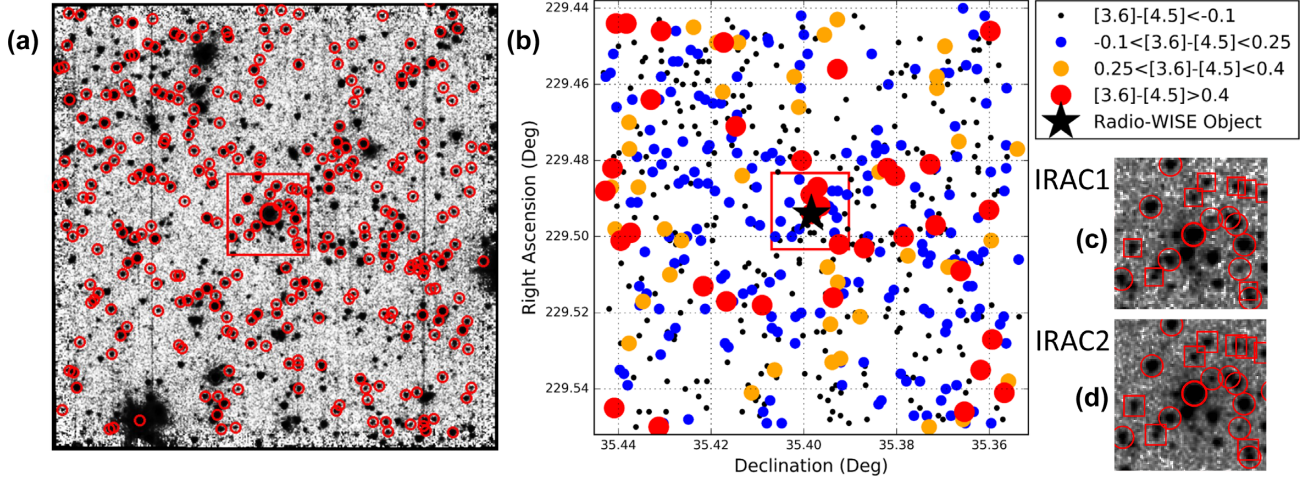 (a)
(b)
229.44
229.46
229.48
229.50
229.52
229.54
Right Ascension (Deg)
35.44
35.42
35.40
35.38
35.36
Declination (Deg)
[3.6]-[4.5]<-0.1
-0.1<[3.6]-[4.5]<0.25
0.25<[3.6]-[4.5]<0.4
[3.6]-[4.5]>0.4
Radio-WISE Object
IRAC1
(c)
IRAC2
(d)